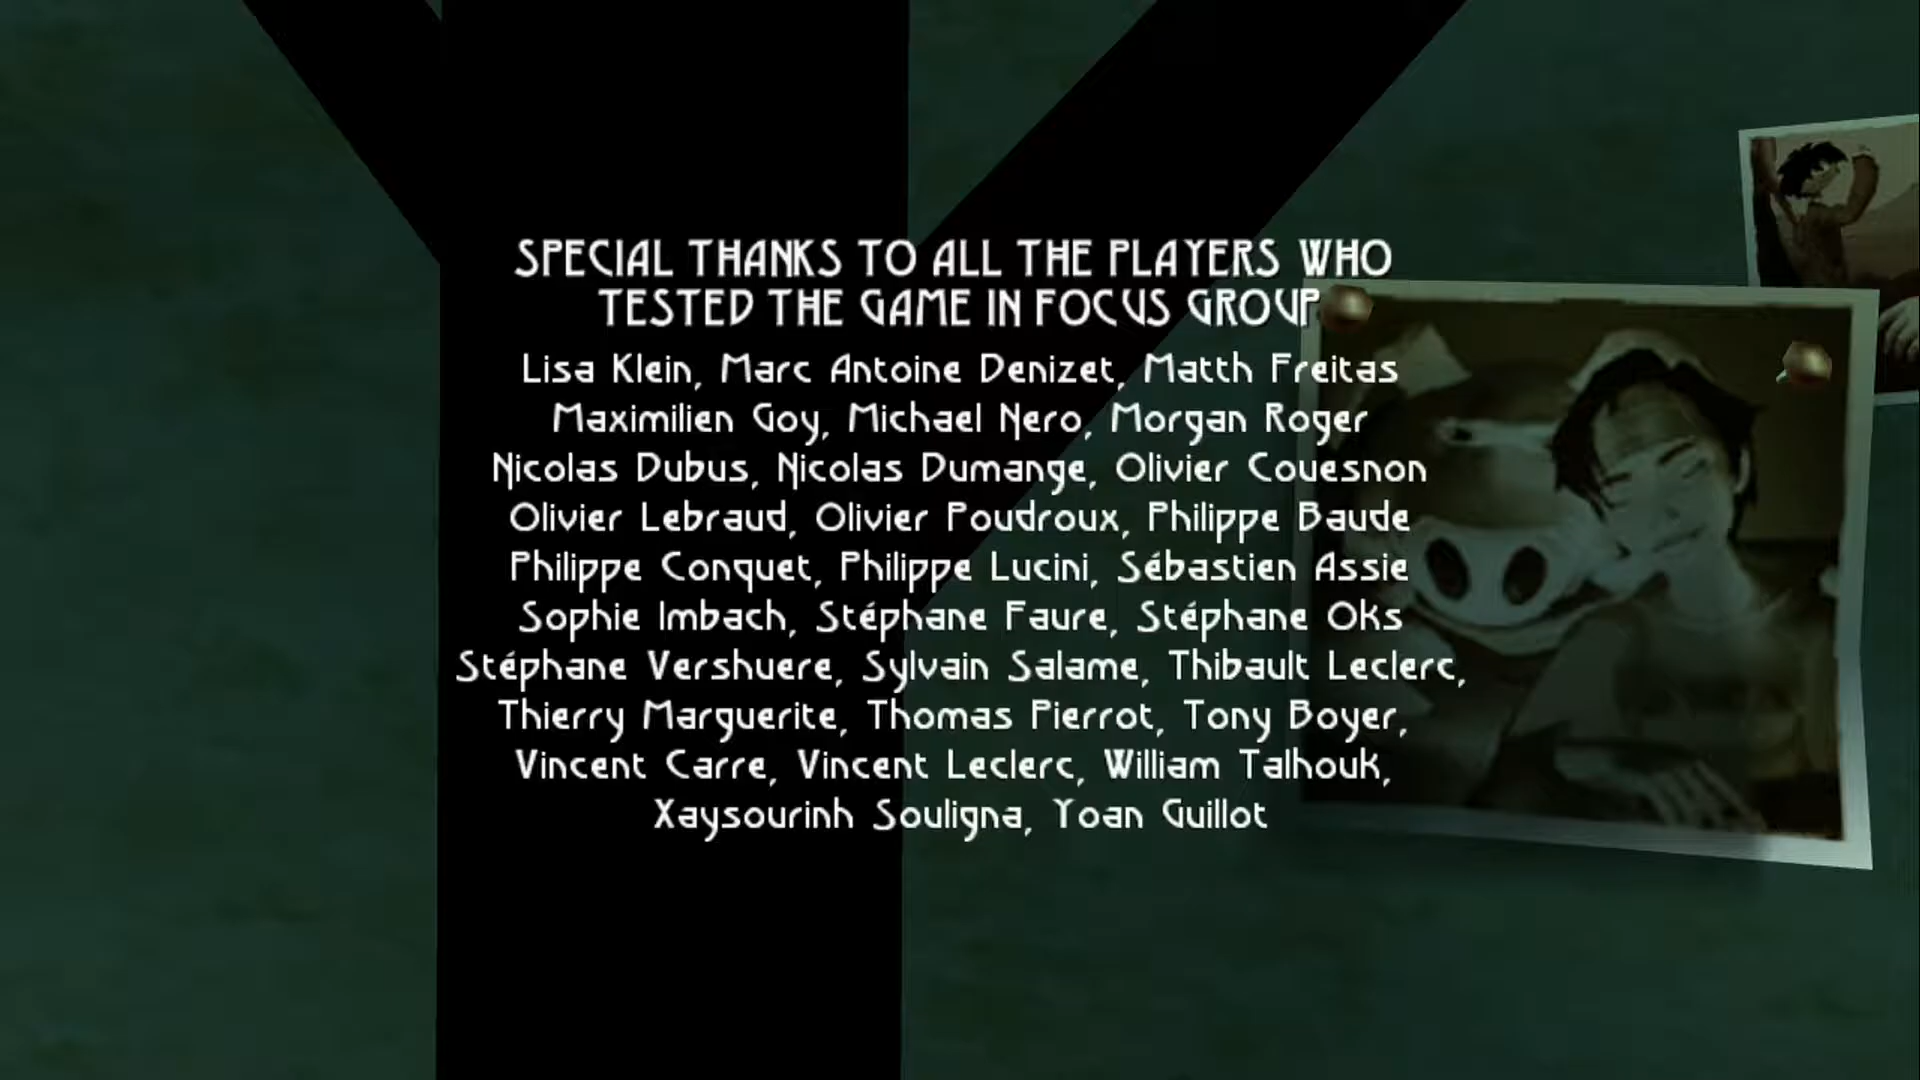 SPECIAL THANKS TO ALL THE PLAYERS WHO
TESTED THE GAME IN FOCUS GROUP
Lisa Klein, Marc Antoine Denizet, Matth Freitas
Maximilien Goy, Michael Nero, Morgan Roger
Nicolas Dubus, Nicolas Dumange, Olivier Couesnon
Olivier Lebraud, Olivier Poudroux, Philippe Baude
Philippe Conquet, Philippe Lucini, Sébastien Assie
Sophie Imbach, Stéphane Faure, Stéphane Oks
Stéphane Vershuere, Sylvain Salame, Thibault Leclerc,
Thierry Marguerite, Thomas Pierrot, Tony Boyer,
Vincent Carre, Vincent Leclerc, William Talhouk,
Xaysourinh Souligna, Yoan Guillot